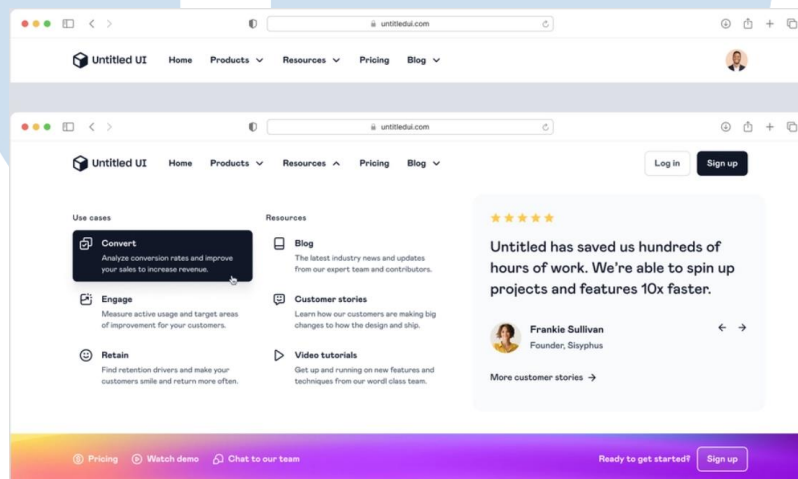 untitledui.com
Untitled UI Home Products Resources Pricing Blog
untitledui.com
Untitled UI Home Products Resources Pricing Blog Log in Sign up
Use cases
Convert
Analyze conversion rates and improve
your sales to increase revenue.
Engage
Measure active usage and target areas
of improvement for your customers.
Retain
Find retention drivers and make your
customers smile and return more often.
Resources
Blog
The latest industry news and updates
from our expert team and contributors.
Customer stories
Learn how our customers are making big
changes to how the design and ship.
Video tutorials
Get up and running on new features and
techniques from our wordl class team.
Untitled has saved us hundreds of
hours of work. We're able to spin up
projects and features 10x faster.
Frankie Sullivan
Founder, Sisyphus
More customer stories →
Pricing Watch demo Chat to our team Ready to get started? Sign up